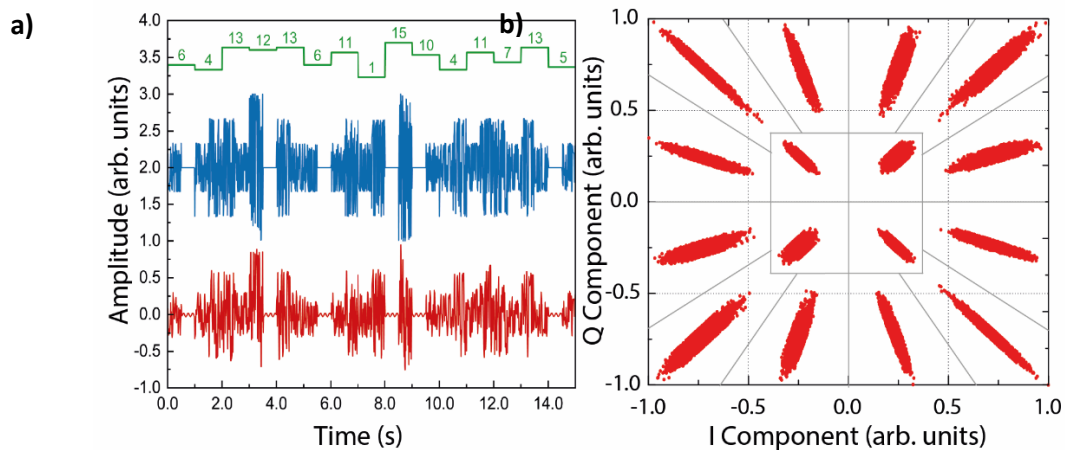 a)
Amplitude (arb. units)
4.0
3.5
3.0
2.5
2.0
1.5
1.0
0.5
0.0
-0.5
-1.0
6 4 13 12 13 6 11 1 15 10 4 11 7 13 5
0.0 2.0 4.0 6.0 8.0 10.0 12.0 14.0
Time (s)
b)
Q Component (arb. units)
1.0
0.5
0.0
-0.5
-1.0
-1.0 -0.5 0.0 0.5 1.0
I Component (arb. units)